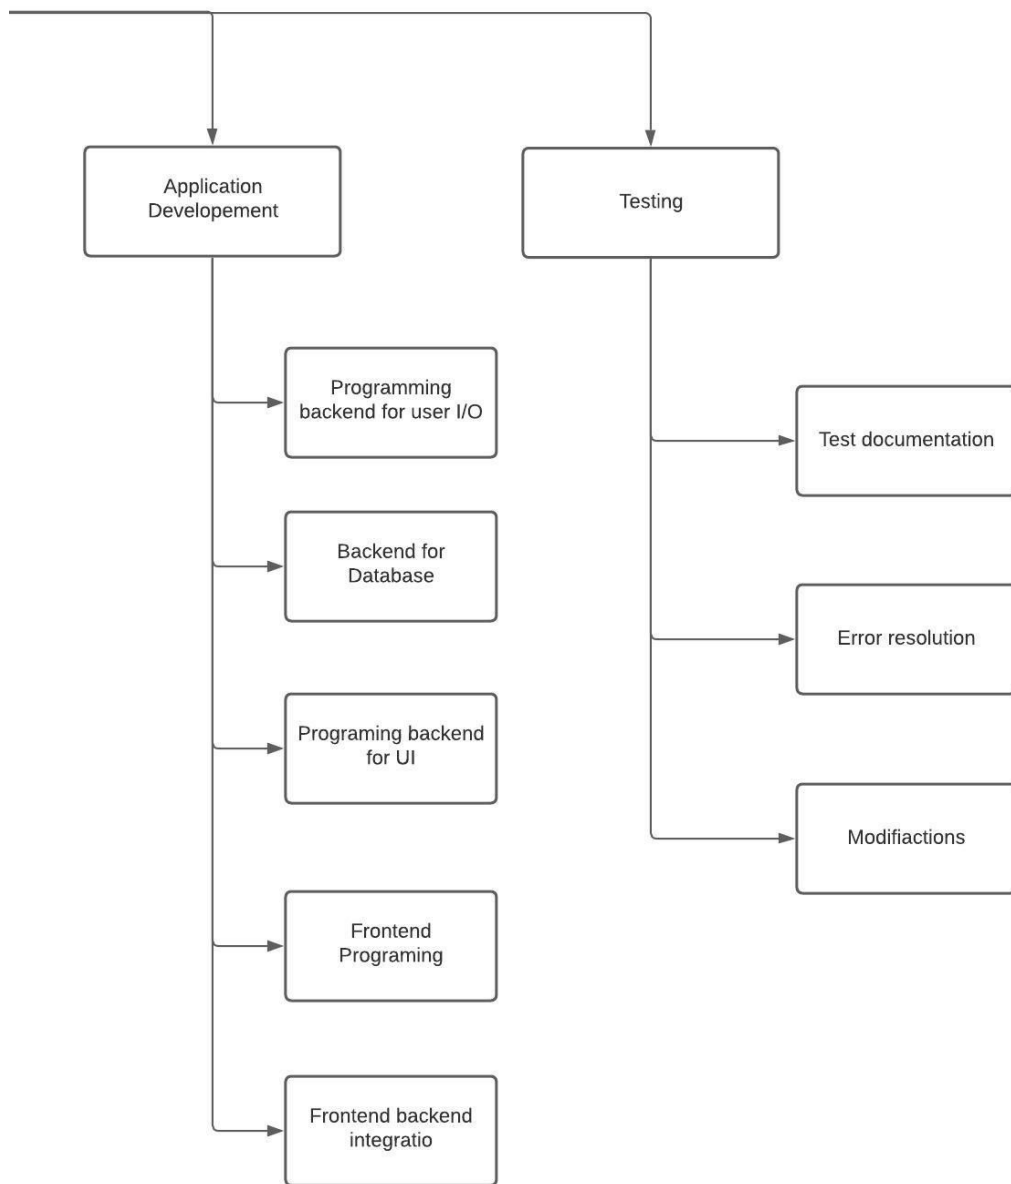 Application
Developement
Testing
Programming
backend for user I/O
Backend for
Database
Programing backend
for UI
Frontend
Programing
Frontend backend
integratio
Test documentation
Error resolution
Modifiactions